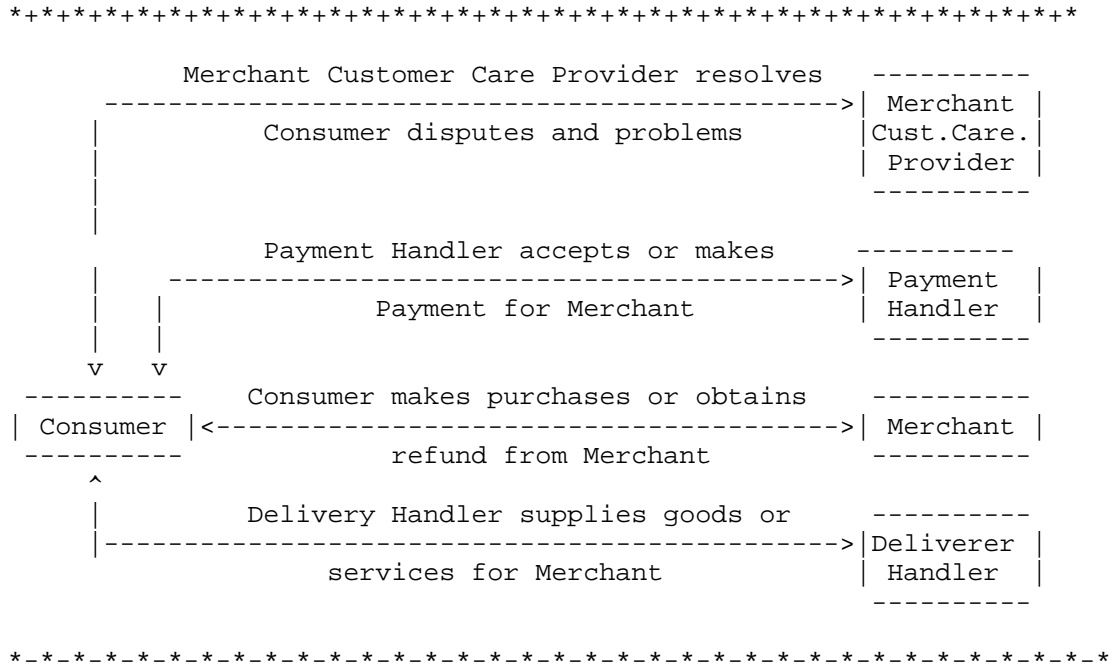 *+*+*+*+*+*+*+*+*+*+*+*+*+*+*+*+*+*+*+*+*+*+*+*+*+*+*+*+*+*+*+*+*+*
Merchant Customer Care Provider resolves ----------
---------------------------------------------->| Merchant |
| Consumer disputes and problems |Cust.Care.|
| | Provider |
| ----------
|
Payment Handler accepts or makes ----------
| ------------------------------------------>| Payment |
| | Payment for Merchant | Handler |
| | ----------
v v
---------- Consumer makes purchases or obtains ----------
| Consumer |<--------------------------------------->| Merchant |
---------- refund from Merchant ----------
^
| Delivery Handler supplies goods or ----------
|---------------------------------------------->|Deliverer |
services for Merchant | Handler |
----------
*-*-*-*-*-*-*-*-*-*-*-*-*-*-*-*-*-*-*-*-*-*-*-*-*-*-*-*-*-*-*-*-*-*-*